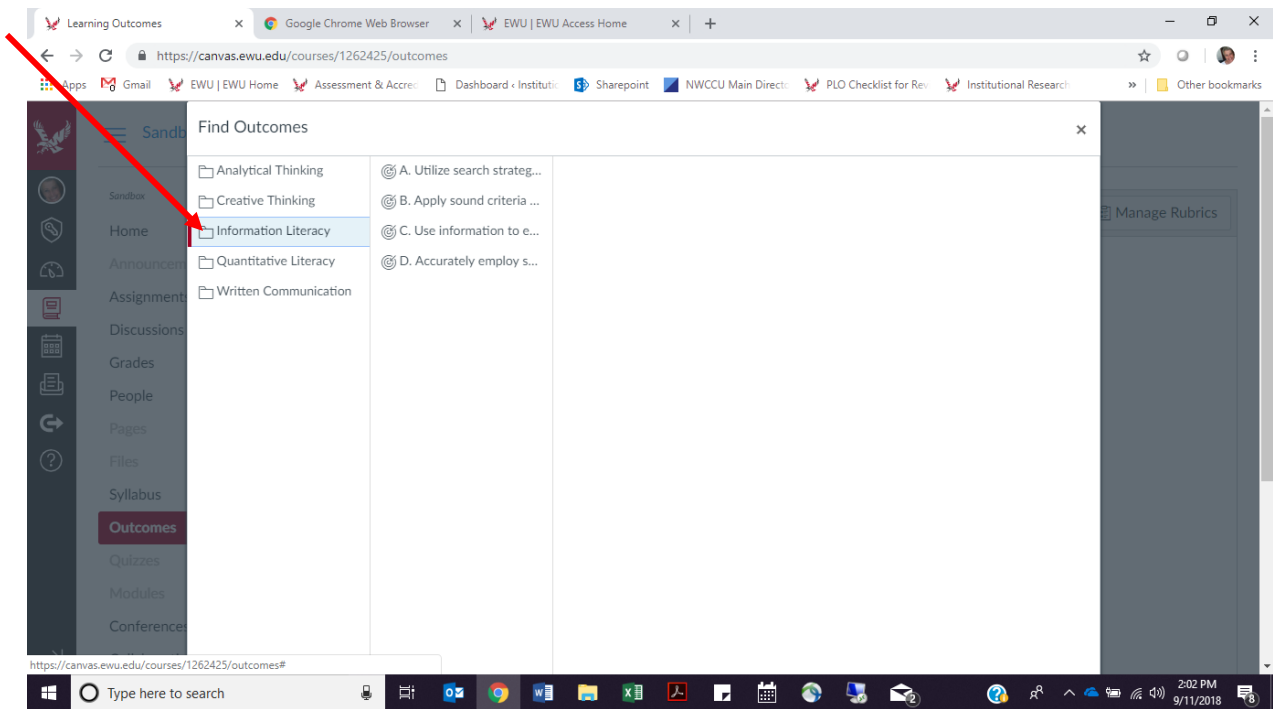 Learning Outcomes
Google Chrome Web Browser
EWU | EWU Access Home
https://canvas.ewu.edu/courses/1262425/outcomes
Apps Gmail EWU | EWU Home Assessment & Accred Dashboard ‹ Institutic Sharepoint NWCCU Main Directo PLO Checklist for Rev Institutional Research » Other bookmarks
Sandb
Find Outcomes
Sandbox
Home
Announcem
Assignments
Discussions
Grades
People
Pages
Files
Syllabus
Outcomes
Quizzes
Modules
Conferences
Analytical Thinking
Creative Thinking
Information Literacy
Quantitative Literacy
Written Communication
A. Utilize search strateg...
B. Apply sound criteria ...
C. Use information to e...
D. Accurately employ s...
Manage Rubrics
https://canvas.ewu.edu/courses/1262425/outcomes#
Type here to search
2:02 PM
9/11/2018